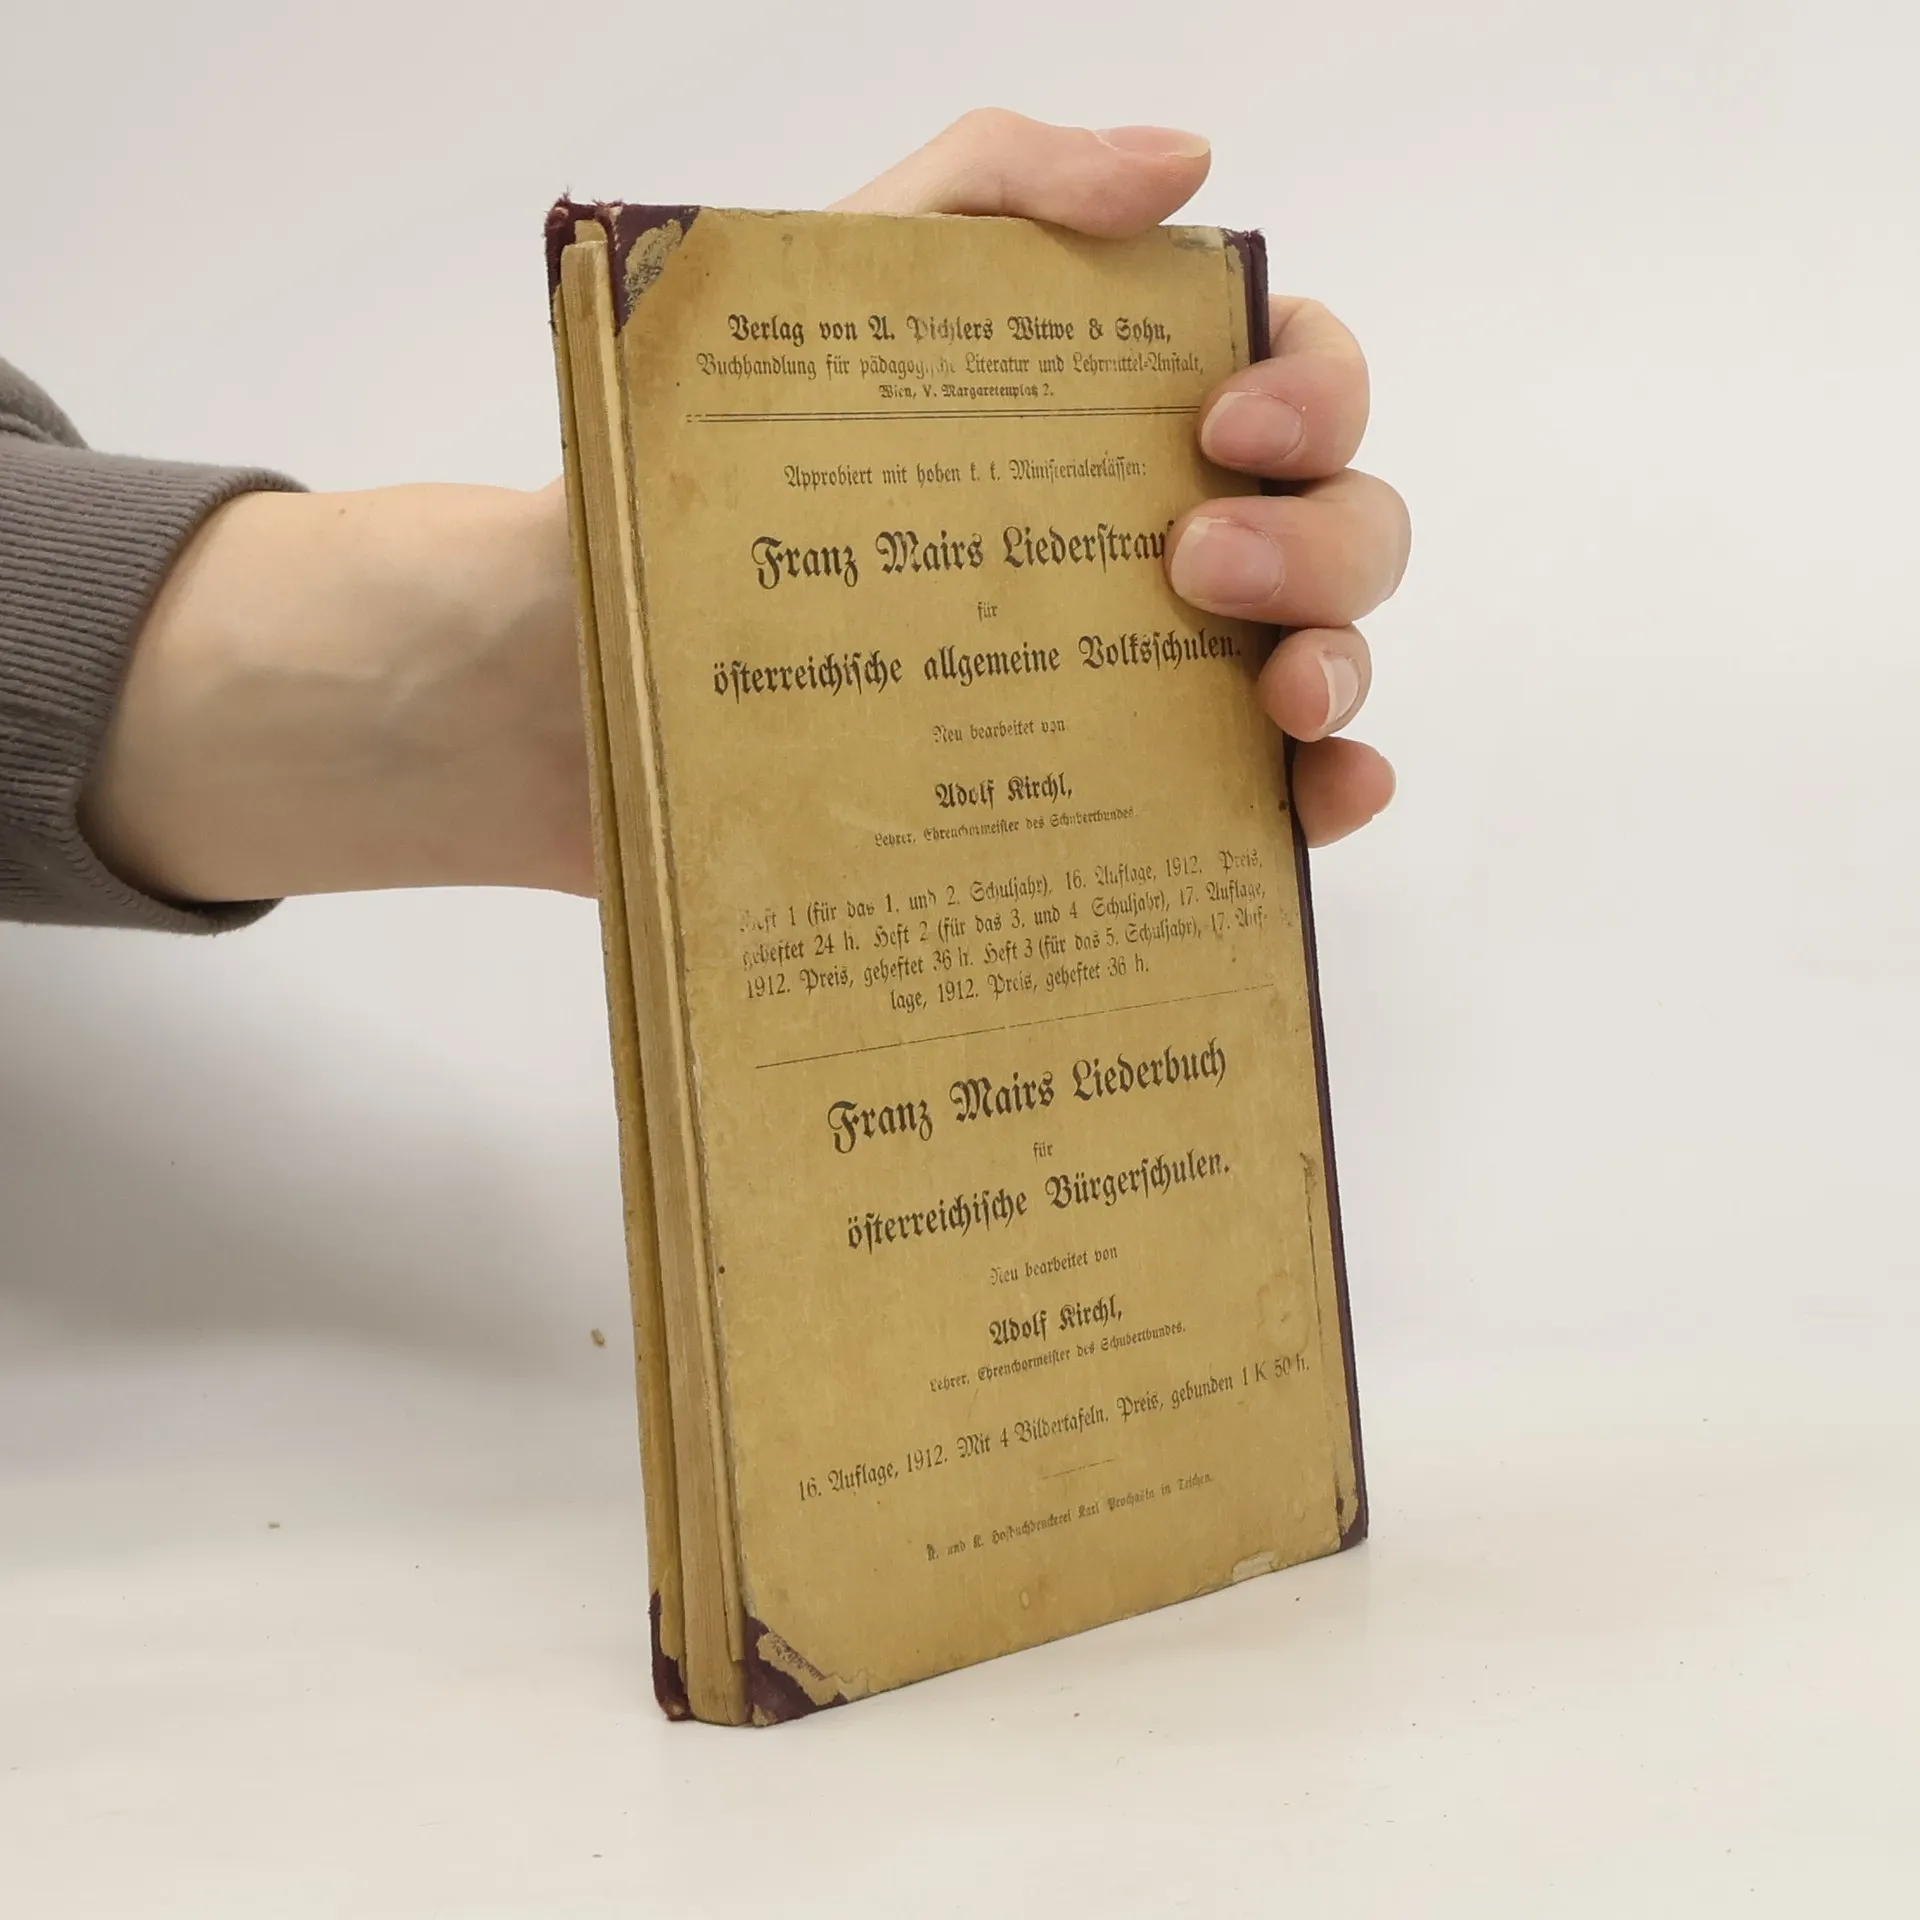 Verlag von A. Pichlers Witwe & Sohn,
Buchhandlung für pädagogische Literatur und Lehrmittel-Anstalt,
Wien, V. Margaretenplatz 2.
Approbiert mit hohen k. k. Ministerialerlässen:
Franz Mairs Liederstrau
für
österreichische allgemeine Volksschulen.
Neu bearbeitet von
Adolf Kirchl,
Lehrer, Ehrenchormeister des Schubertbundes.
Heft 1 (für das 1. und 2. Schuljahr), 16. Auflage, 1912. Preis,
geheftet 24 h. Heft 2 (für das 3. und 4 Schuljahr), 17. Auflage,
1912. Preis, geheftet 36 h. Heft 3 (für das 5. Schuljahr), 17. Auf-
lage, 1912. Preis, geheftet 36 h.
Franz Mairs Liederbuch
für
österreichische Bürgerschulen.
Neu bearbeitet von
Adolf Kirchl,
Lehrer, Ehrenchormeister des Schubertbundes.
16. Auflage, 1912. Mit 4 Bildertafeln. Preis, gebunden 1 K 50 h.
K. und K. Hofbuchdruckerei Karl Prochaska in Teschen.